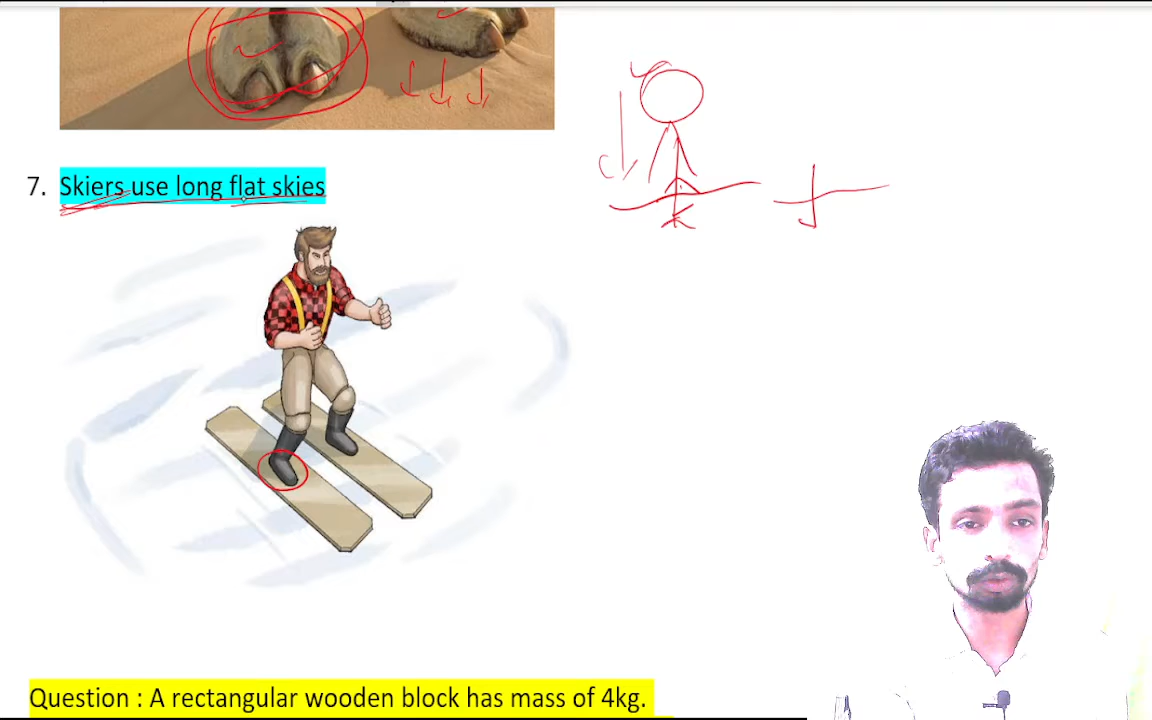 7. Skiers use long flat skies
Question : A rectangular wooden block has mass of 4kg.